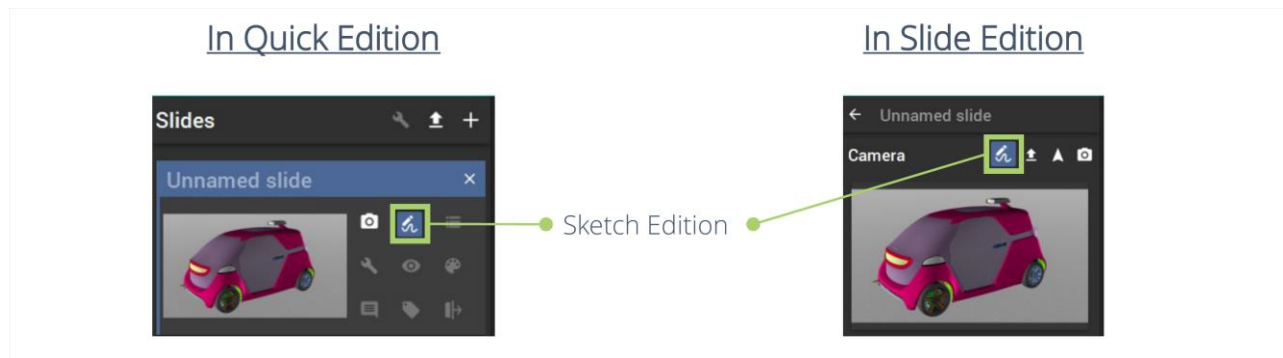 In Quick Edition
In Slide Edition
Slides
Unnamed slide
Unnamed slide
Camera
Sketch Edition